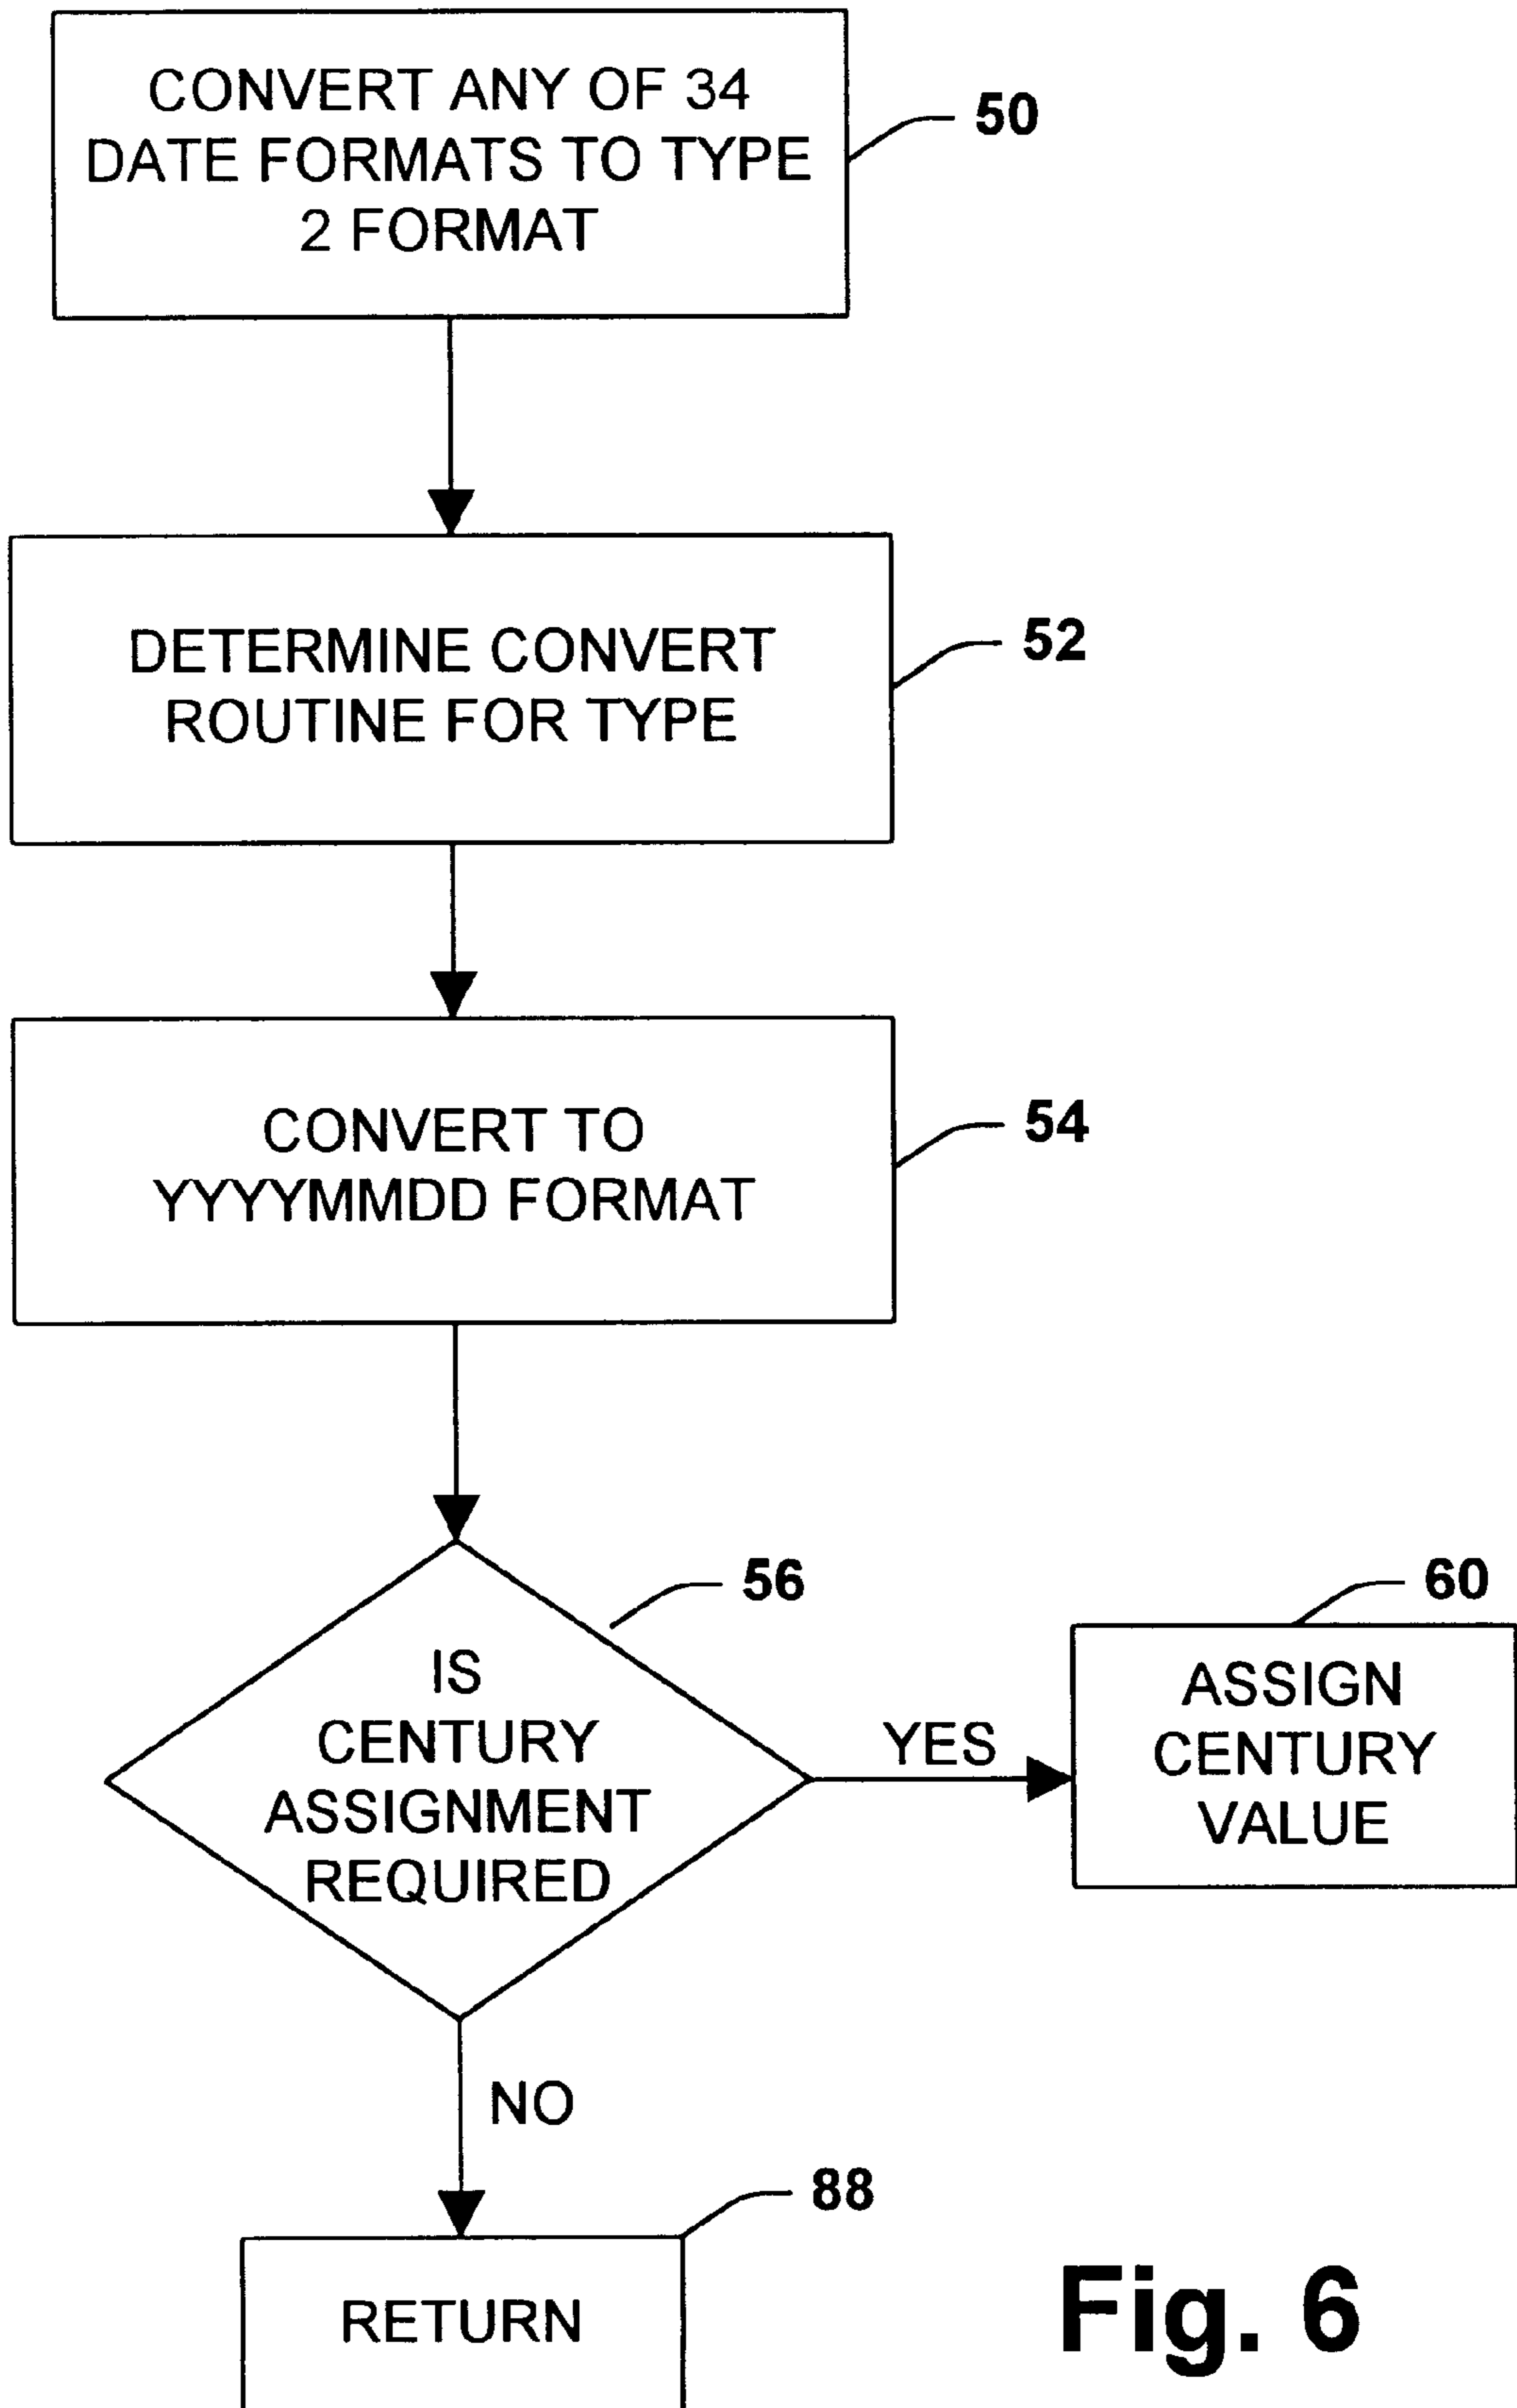 CONVERT ANY OF 34
DATE FORMATS TO TYPE
2 FORMAT
50
DETERMINE CONVERT
ROUTINE FOR TYPE
52
CONVERT TO
YYYYMMDD FORMAT
54
56
IS
CENTURY
ASSIGNMENT
REQUIRED
YES
60
ASSIGN
CENTURY
VALUE
NO
88
RETURN
Fig. 6